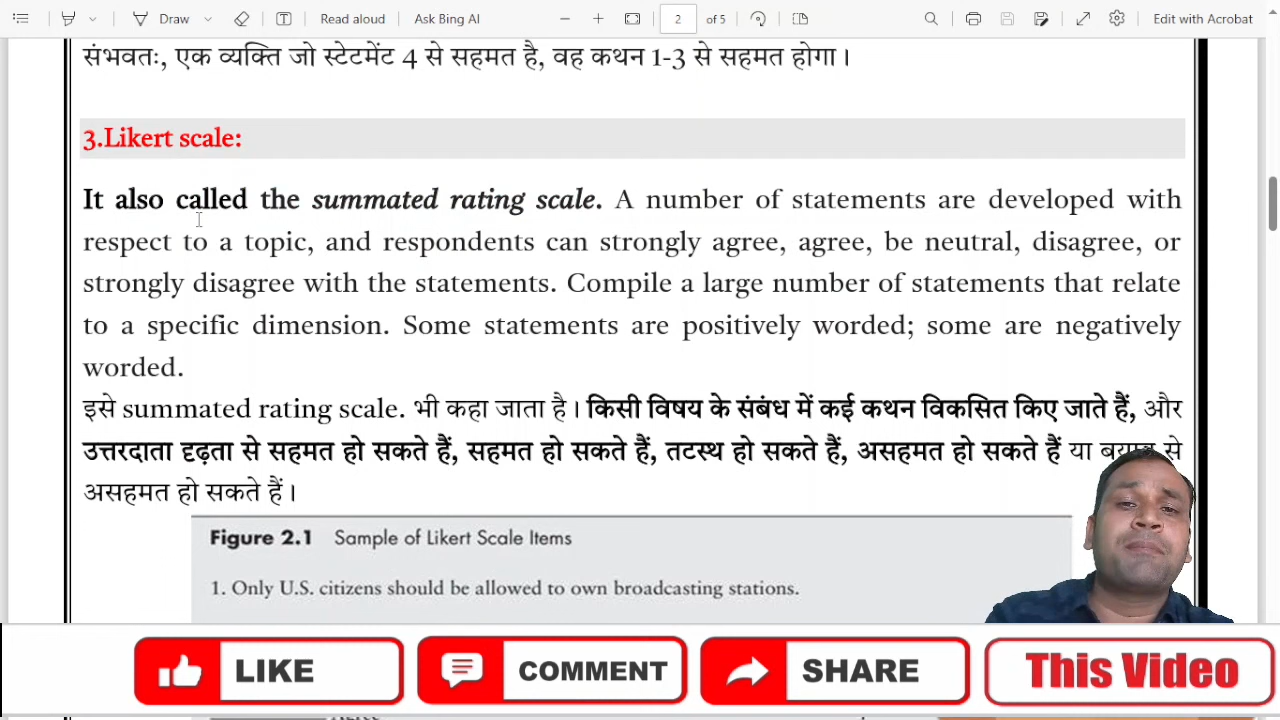 Draw
Read aloud
Ask Bing AI
2
of 5
Edit with Acrobat
संभवतः, एक व्यक्ति जो स्टेटमेंट 4 से सहमत है, वह कथन 1-3 से सहमत होगा।
3.Likert scale:
It also called the summated rating scale. A number of statements are developed with
respect to a topic, and respondents can strongly agree, agree, be neutral, disagree, or
strongly disagree with the statements. Compile a large number of statements that relate
to a specific dimension. Some statements are positively worded; some are negatively
worded.
इसे summated rating scale. भी कहा जाता है। किसी विषय के संबंध में कई कथन विकसित किए जाते हैं, और
उत्तरदाता दृढ़ता से सहमत हो सकते हैं, सहमत हो सकते हैं, तटस्थ हो सकते हैं, असहमत हो सकते हैं या से
असहमत हो सकते हैं।
Figure 2.1 Sample of Likert Scale Items
1. Only U.S. citizens should be allowed to own broadcasting stations.
LIKE
COMMENT
SHARE
This Video